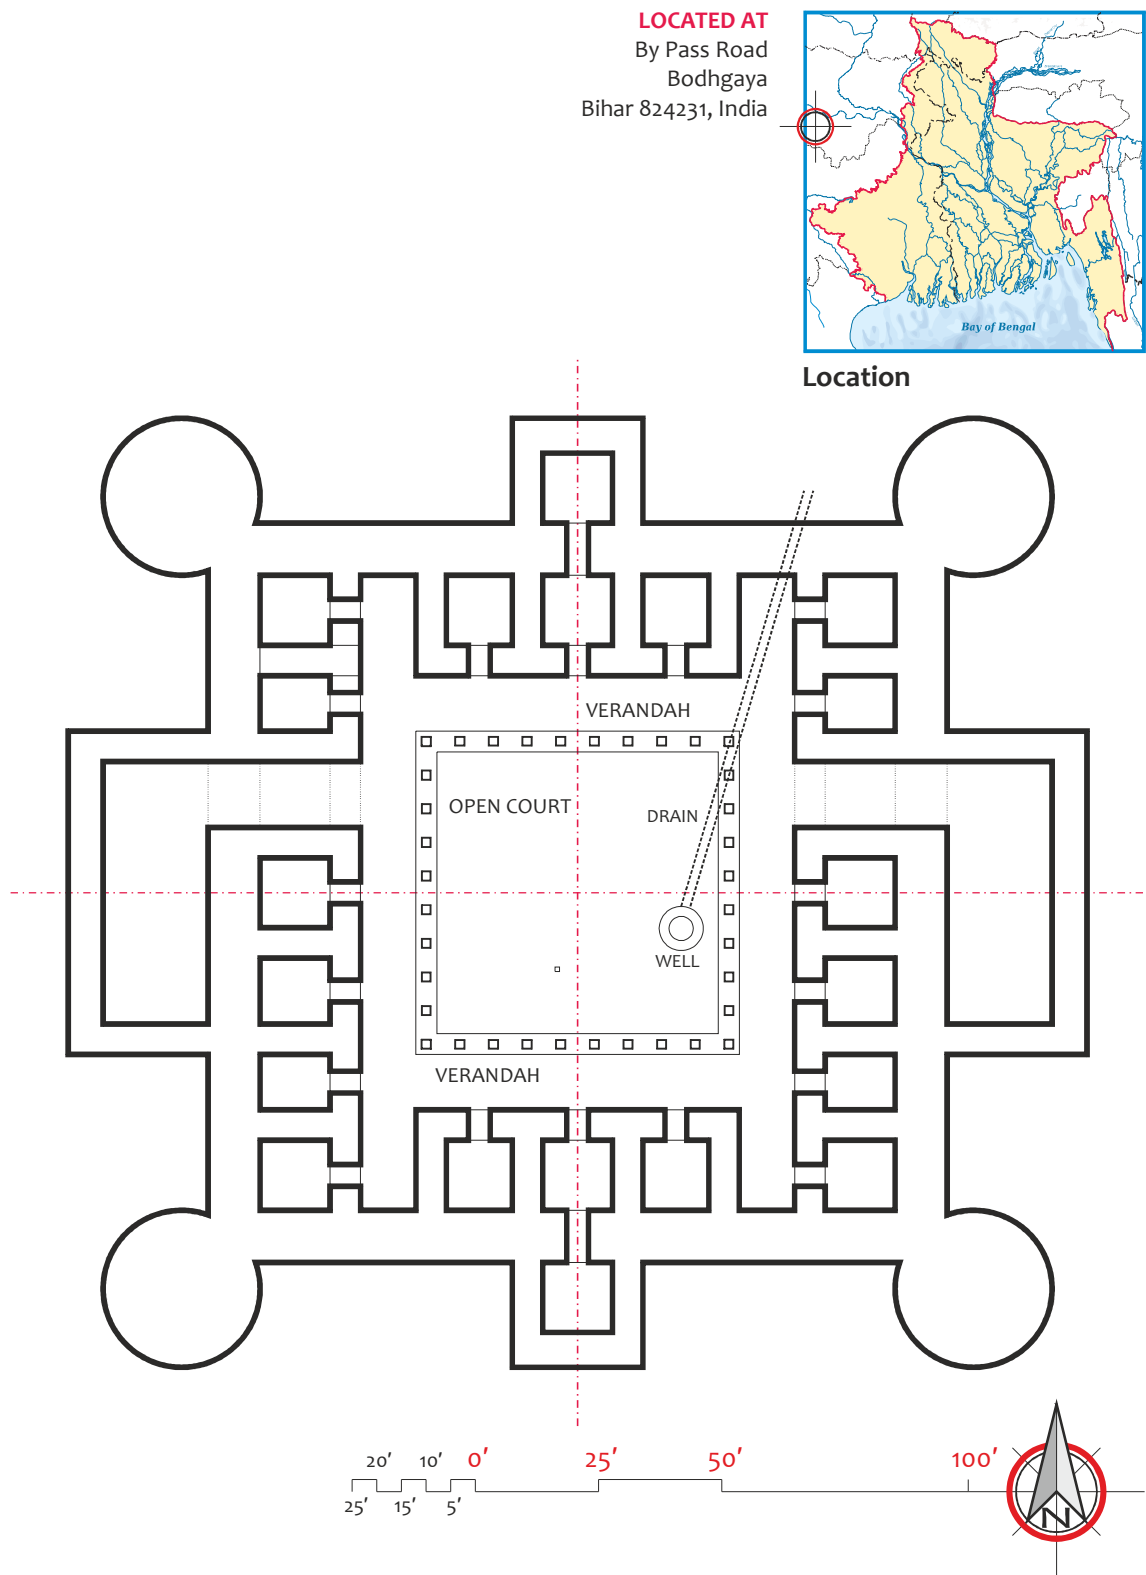 LOCATED AT
By Pass Road
Bodhgaya
Bihar 824231, India
Bay of Bengal
Location
VERANDAH
OPEN COURT
DRAIN
WELL
VERANDAH
20' 10' 0' 25' 50' 100'
25' 15' 5'
N